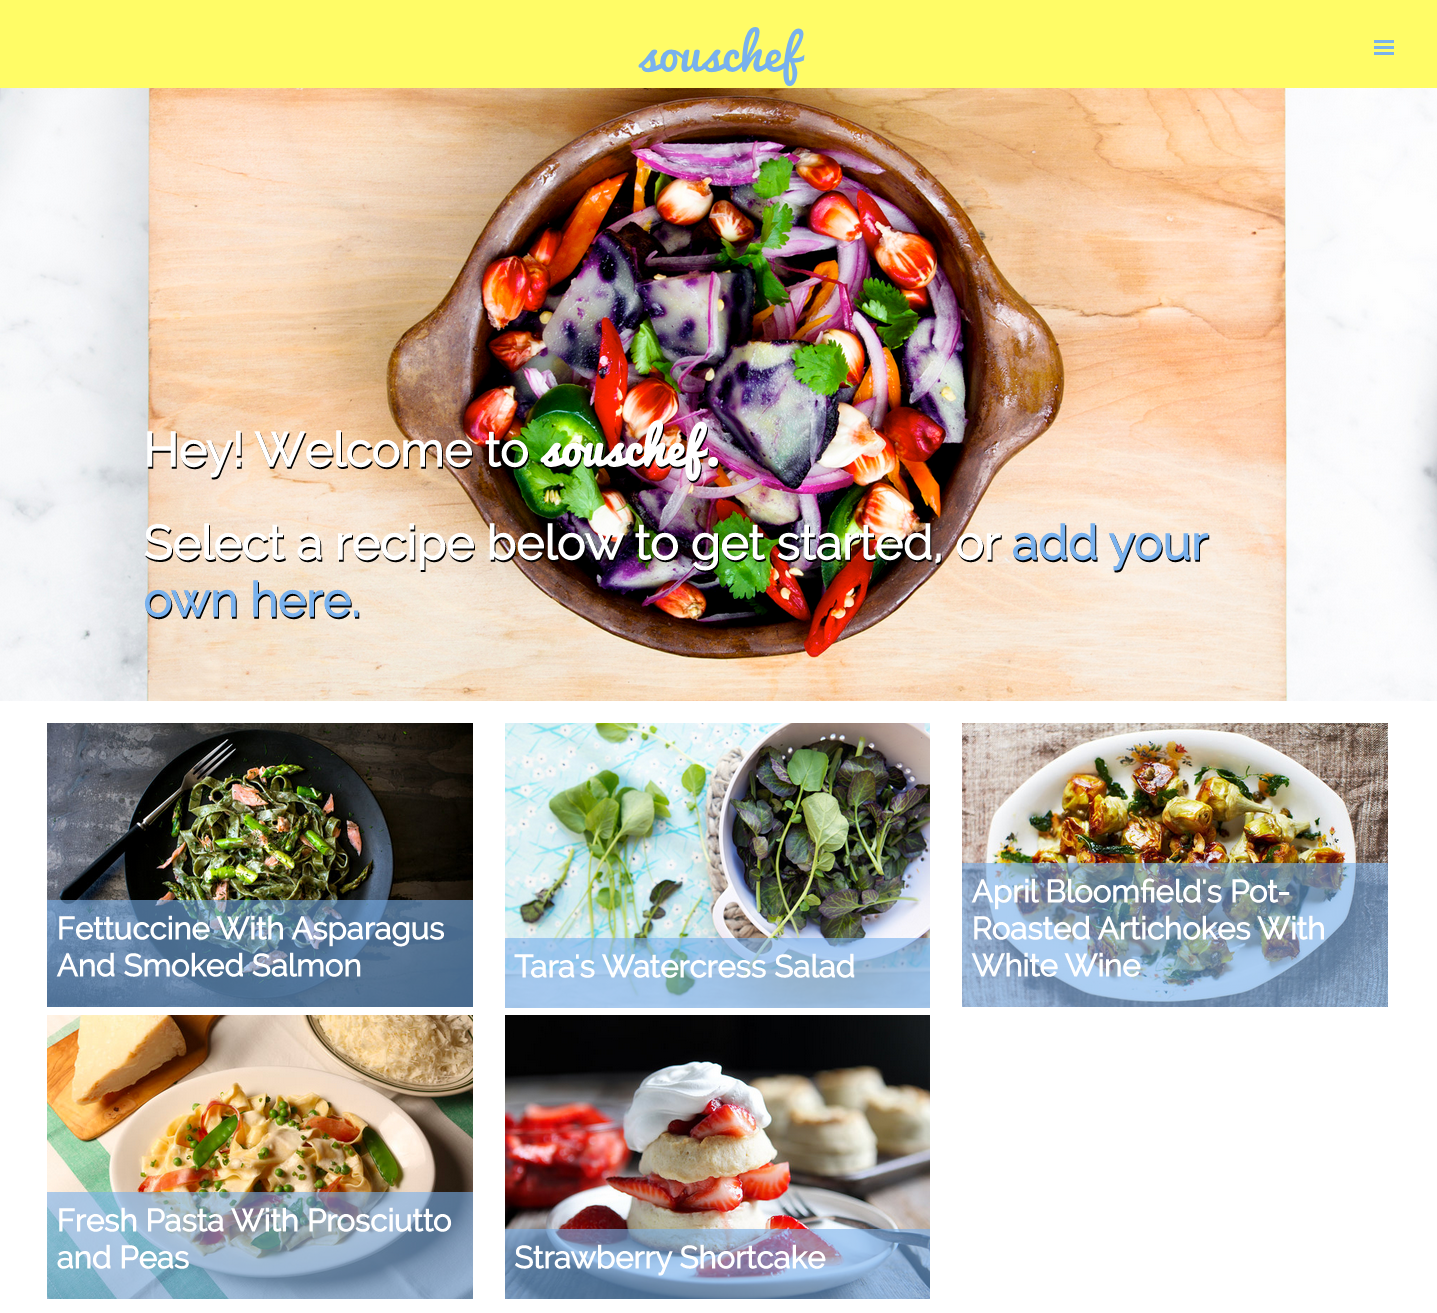 souschef
Hey! Welcome to souschef.
Select a recipe below to get started, or add your
own here.
Fettuccine With Asparagus
And Smoked Salmon
Tara's Watercress Salad
April Bloomfield's Pot-
Roasted Artichokes With
White Wine
Fresh Pasta With Prosciutto
and Peas
Strawberry Shortcake